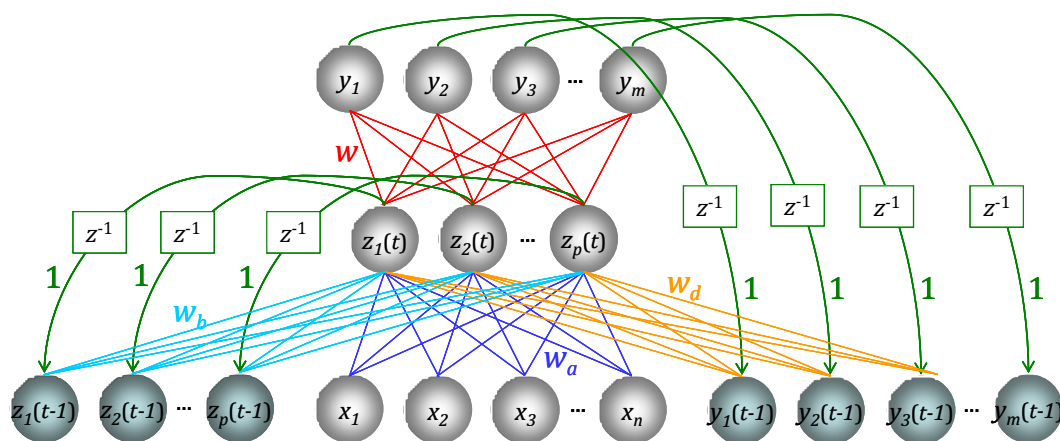 y1 y2 y3 ... ym
w
z-1 z-1 z-1 z-1 z-1 z-1 z-1
z1(t) z2(t) ... zp(t)
1 1 1 wb wd 1 1 1 1
wa
z1(t-1) z2(t-1) ... zp(t-1) x1 x2 x3 ... xn y1(t-1) y2(t-1) y3(t-1) ... ym(t-1)